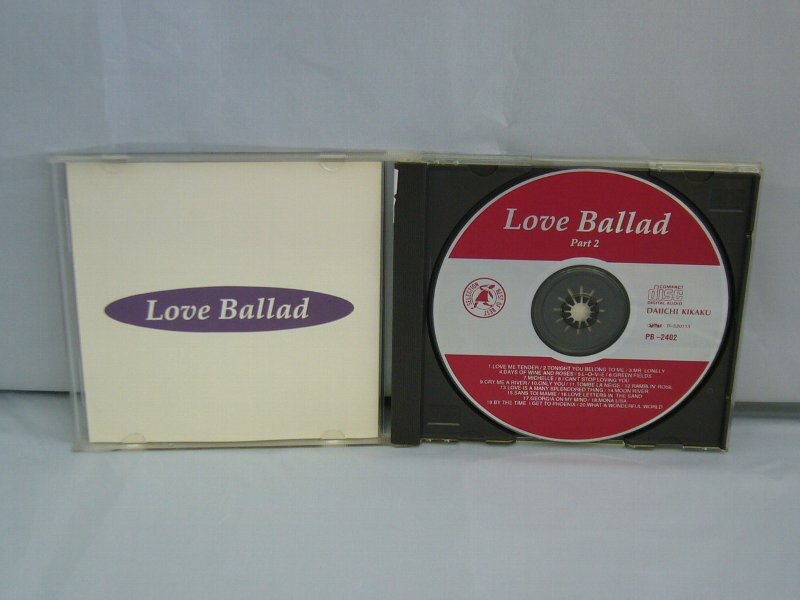 Love Ballad
Love Ballad
Part 2
SELECTION BEST OF BEST
COMPACT
disc
DIGITAL AUDIO
DAIICHI KIKAKU
PB-2402
1.LOVE ME TENDER / 2.TONIGHT YOU BELONG TO ME / 3.MR. LONELY
4.DAYS OF WINE AND ROSES / 5.L-O-V-E / 6.GREEN FIELDS
7.MICHELLE / 8.I CAN'T STOP LOVING YOU
9.CRY ME A RIVER / 10.ONLY YOU / 11.TOMBE LA NEIGE / 12.RAMBLIN' ROSE
13.LOVE IS A MANY SPLENDORED THING / 14.MOON RIVER
15.SANS TOI MAMIE / 16.LOVE LETTERS IN THE SAND
17.GEORGIA ON MY MIND / 18.MONA LISA
19.BY THE TIME I GET TO PHOENIX / 20.WHAT A WONDERFUL WORLD